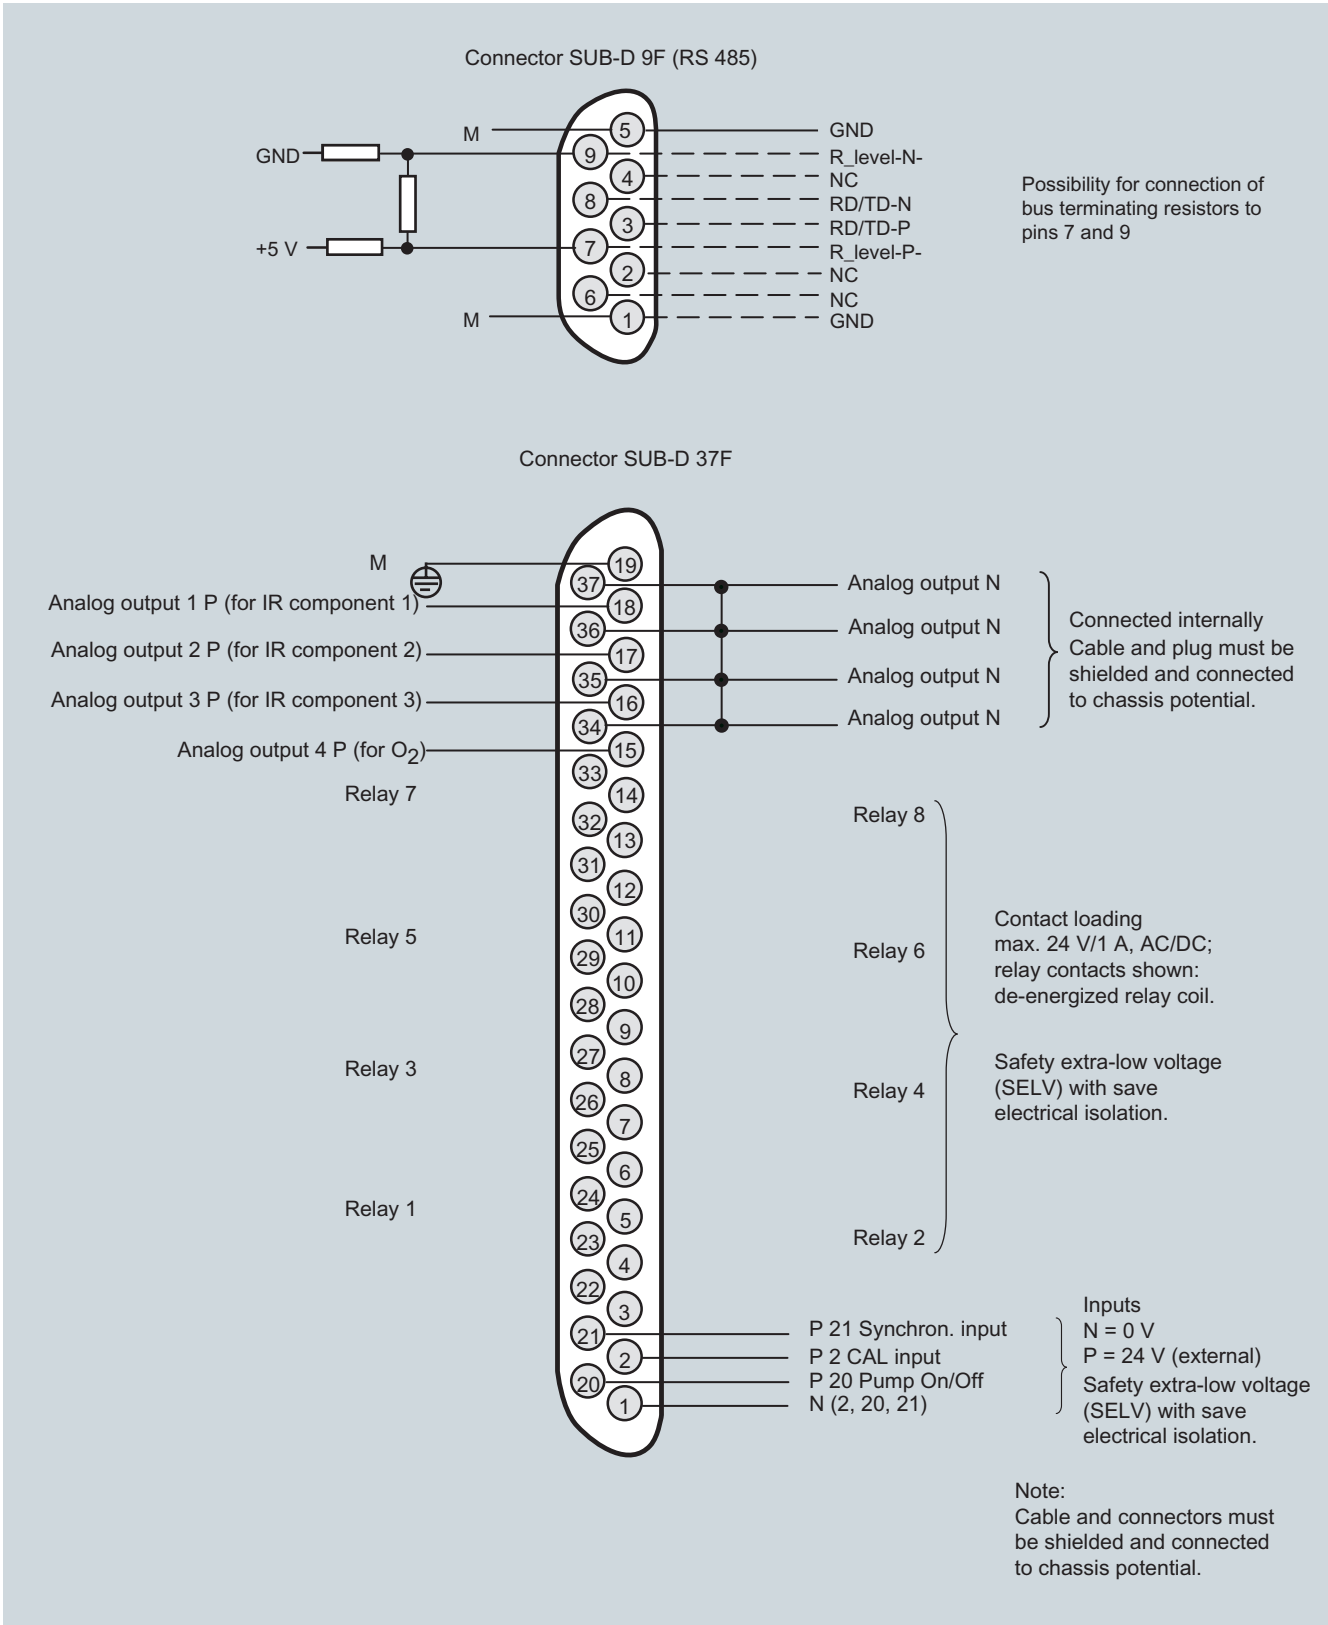 Connector SUB-D 9F (RS 485)
M
5
GND
GND
9
R_level-N-
4
NC
8
RD/TD-N
3
RD/TD-P
+5 V
7
R_level-P-
2
NC
6
NC
M
1
GND
Possibility for connection of
bus terminating resistors to
pins 7 and 9
Connector SUB-D 37F
M
19
37
Analog output N
Analog output 1 P (for IR component 1)
18
36
Analog output N
Analog output 2 P (for IR component 2)
17
35
Analog output N
Analog output 3 P (for IR component 3)
16
34
Analog output N
Analog output 4 P (for O2)
15
Connected internally
Cable and plug must be
shielded and connected
to chassis potential.
33
Relay 7
14
32
Relay 8
13
31
12
30
Relay 5
11
29
Relay 6
10
28
9
27
Relay 3
8
26
Relay 4
7
25
6
24
Relay 1
5
23
Relay 2
4
22
3
Contact loading
max. 24 V/1 A, AC/DC;
relay contacts shown:
de-energized relay coil.
Safety extra-low voltage
(SELV) with save
electrical isolation.
21
P 21 Synchron. input
2
P 2 CAL input
20
P 20 Pump On/Off
1
N (2, 20, 21)
Inputs
N = 0 V
P = 24 V (external)
Safety extra-low voltage
(SELV) with save
electrical isolation.
Note:
Cable and connectors must
be shielded and connected
to chassis potential.